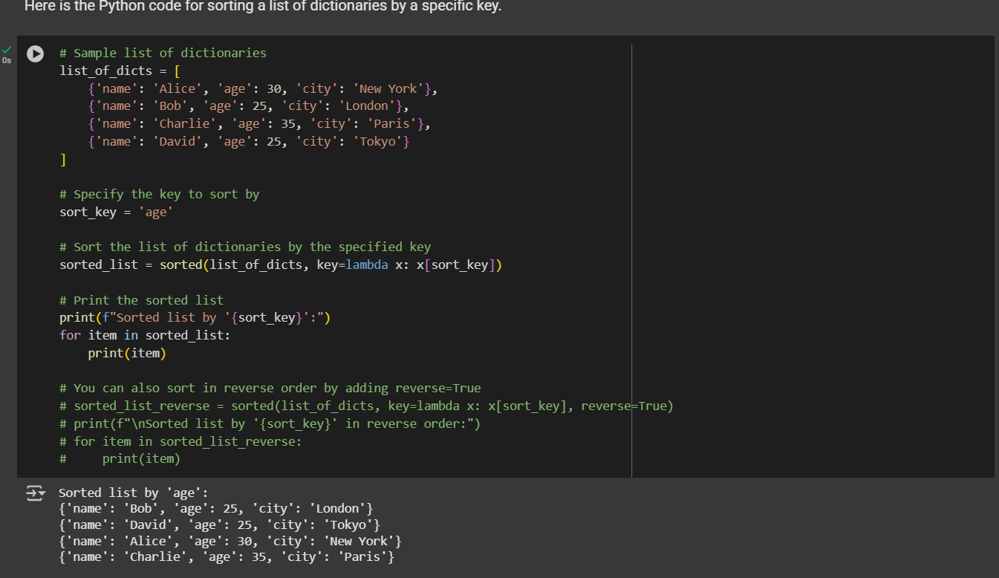 Here is the Python code for sorting a list of dictionaries by a specific key.
0s
# Sample list of dictionaries
list_of_dicts = [
    {'name': 'Alice', 'age': 30, 'city': 'New York'},
    {'name': 'Bob', 'age': 25, 'city': 'London'},
    {'name': 'Charlie', 'age': 35, 'city': 'Paris'},
    {'name': 'David', 'age': 25, 'city': 'Tokyo'}
]
# Specify the key to sort by
sort_key = 'age'
# Sort the list of dictionaries by the specified key
sorted_list = sorted(list_of_dicts, key=lambda x: x[sort_key])
# Print the sorted list
print(f"Sorted list by '{sort_key}':")
for item in sorted_list:
    print(item)
# You can also sort in reverse order by adding reverse=True
# sorted_list_reverse = sorted(list_of_dicts, key=lambda x: x[sort_key], reverse=True)
# print(f"\nSorted list by '{sort_key}' in reverse order:")
# for item in sorted_list_reverse:
#     print(item)
Sorted list by 'age':
{'name': 'Bob', 'age': 25, 'city': 'London'}
{'name': 'David', 'age': 25, 'city': 'Tokyo'}
{'name': 'Alice', 'age': 30, 'city': 'New York'}
{'name': 'Charlie', 'age': 35, 'city': 'Paris'}